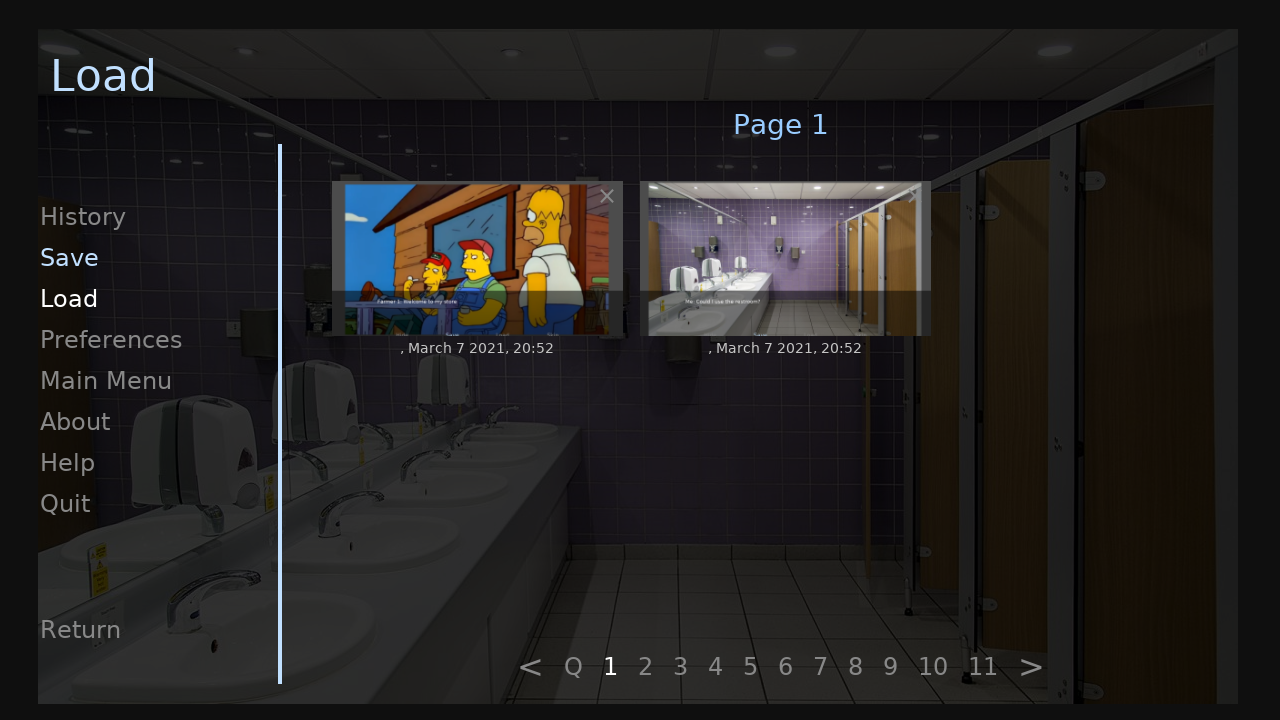 Load
Page 1
History
Save
Load
Preferences
Main Menu
About
Help
Quit
Return
Farmer 1: Welcome to my store
Me: Could I use the restroom?
, March 7 2021, 20:52
, March 7 2021, 20:52
< Q 1 2 3 4 5 6 7 8 9 10 11 >